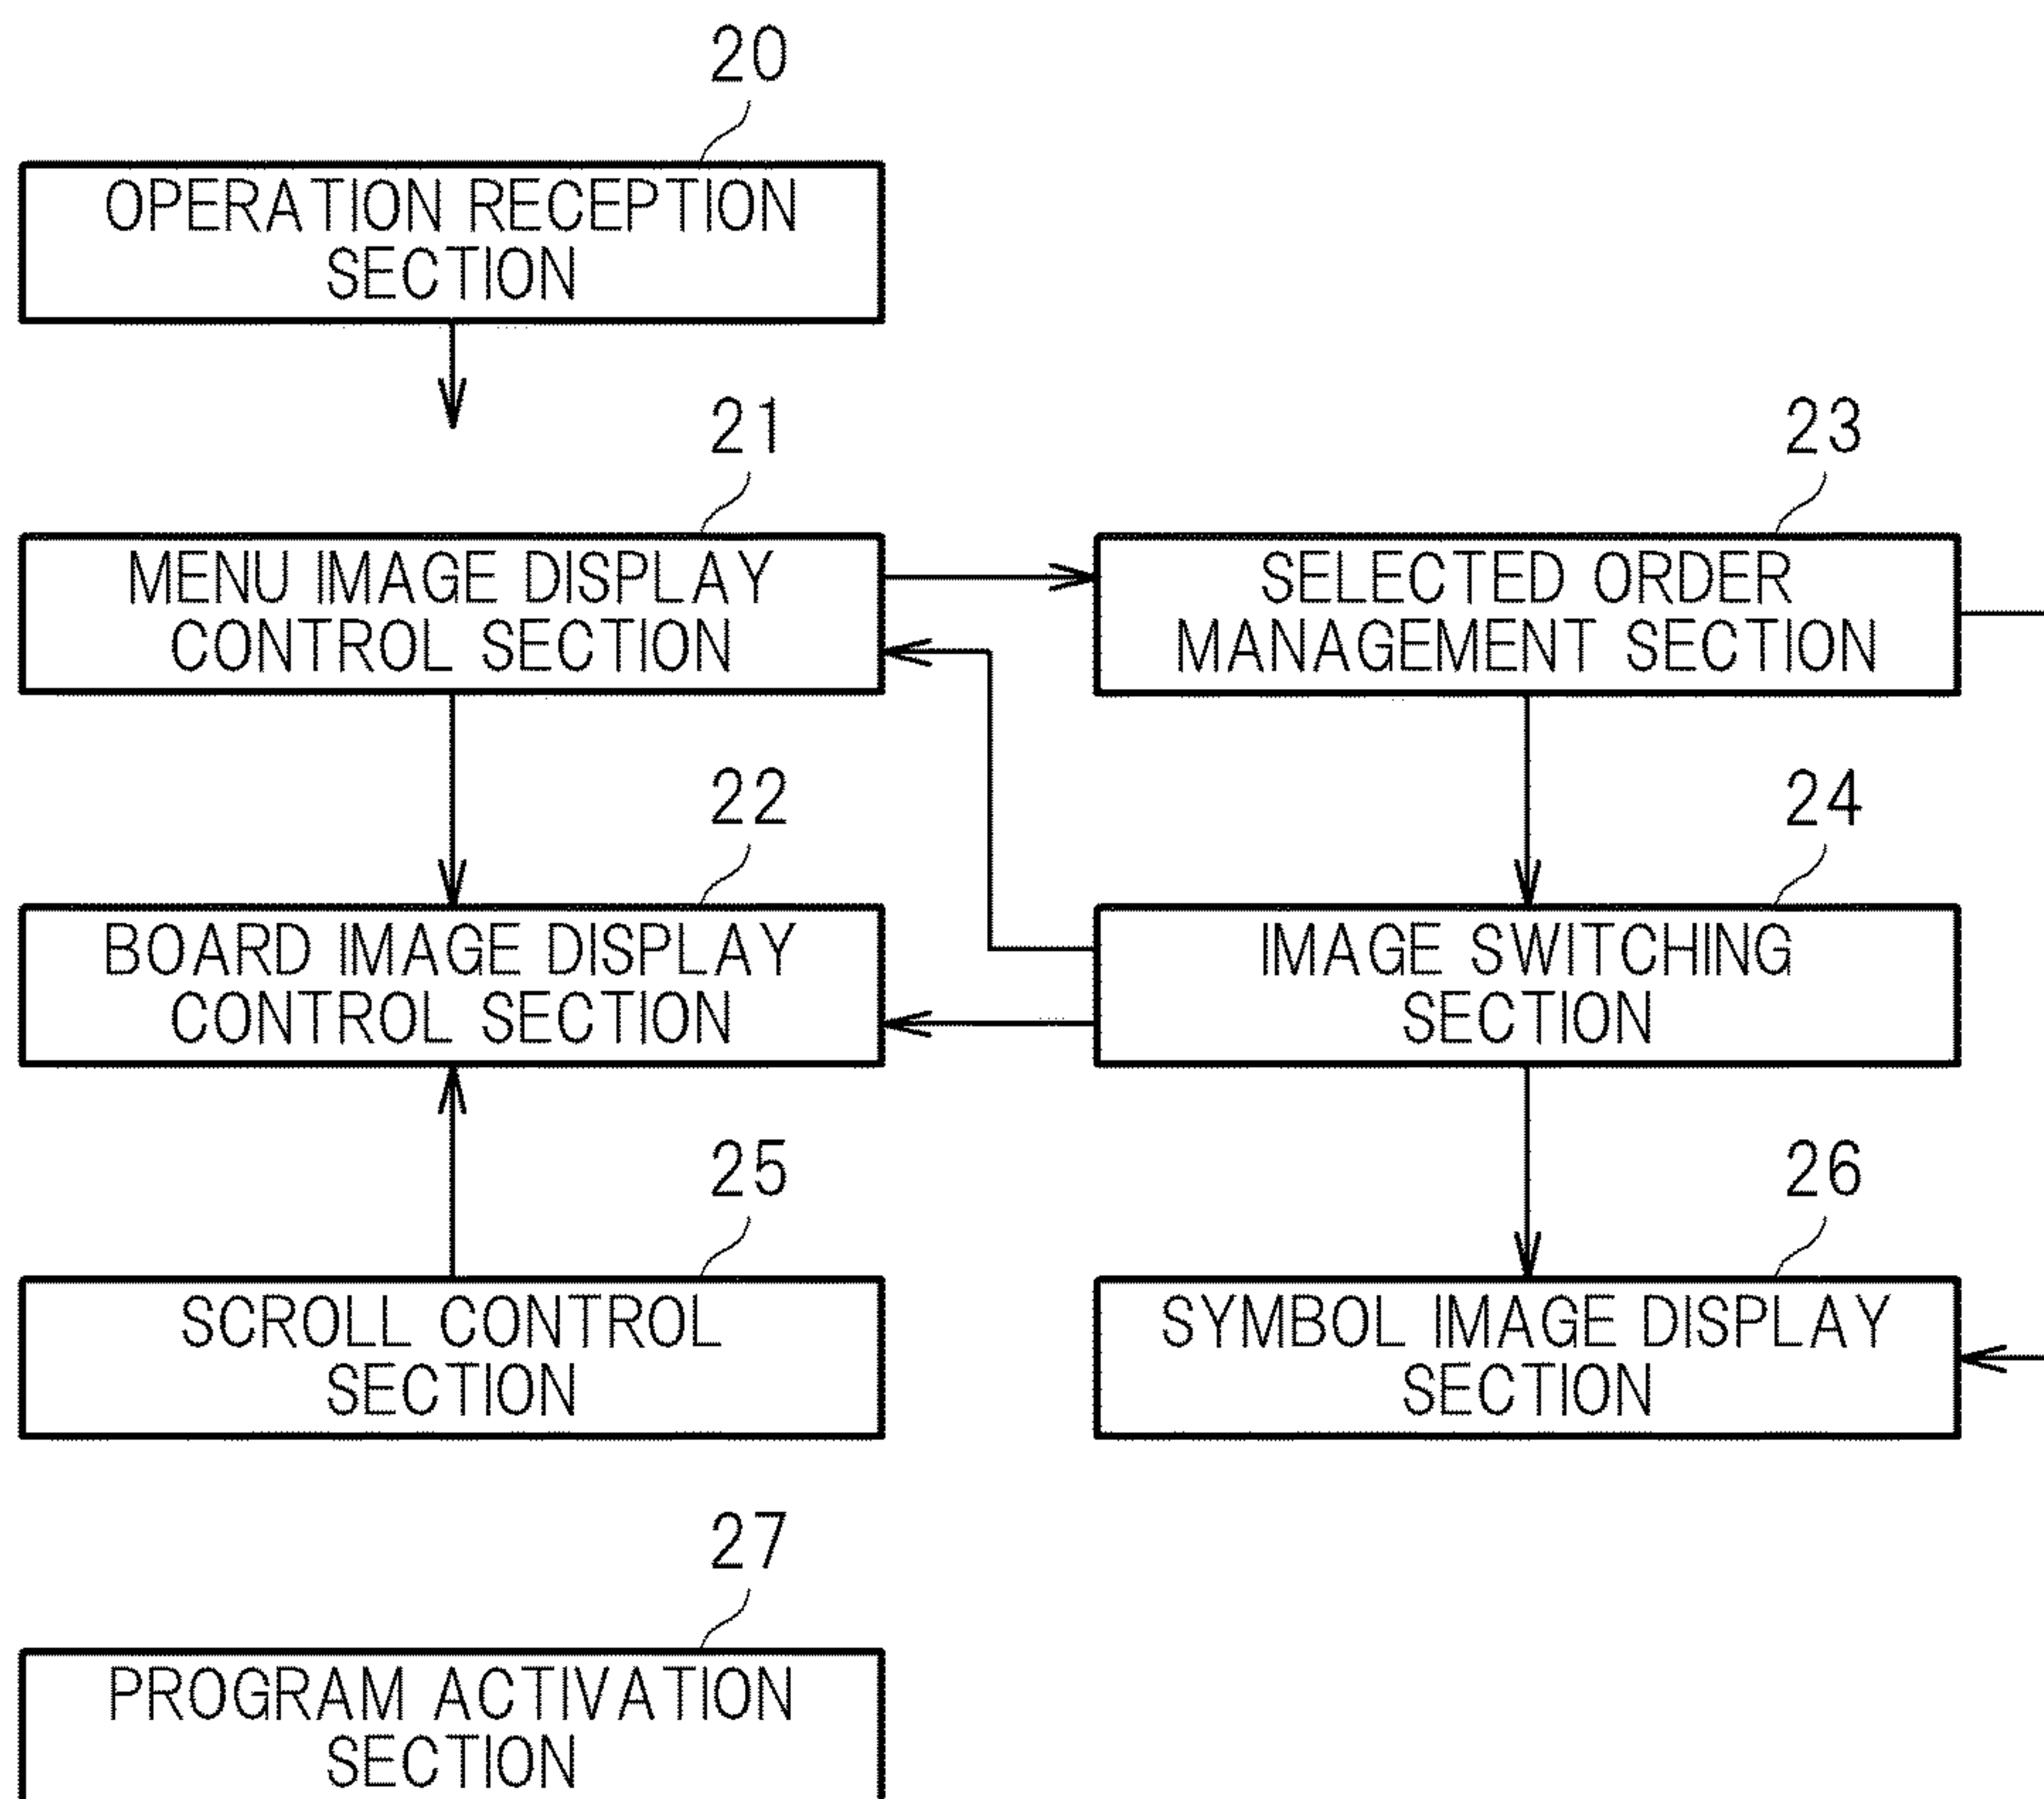 20
OPERATION RECEPTION
SECTION
21
MENU IMAGE DISPLAY
CONTROL SECTION
23
SELECTED ORDER
MANAGEMENT SECTION
22
BOARD IMAGE DISPLAY
CONTROL SECTION
24
IMAGE SWITCHING
SECTION
25
SCROLL CONTROL
SECTION
26
SYMBOL IMAGE DISPLAY
SECTION
27
PROGRAM ACTIVATION
SECTION